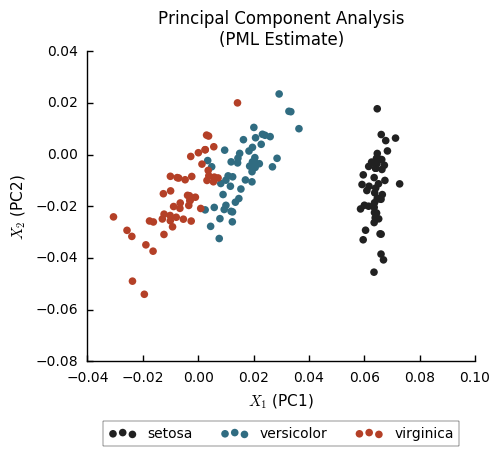 Principal Component Analysis
(PML Estimate)
0.04
0.02
0.00
−0.02
−0.04
−0.06
−0.08
X₂ (PC2)
−0.04 −0.02 0.00 0.02 0.04 0.06 0.08 0.10
X₁ (PC1)
setosa versicolor virginica